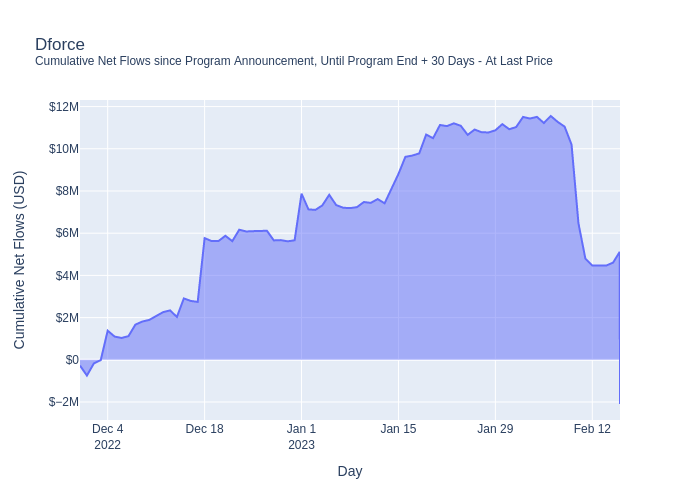 Dforce
Cumulative Net Flows since Program Announcement, Until Program End + 30 Days - At Last Price
Cumulative Net Flows (USD)
$12M
$10M
$8M
$6M
$4M
$2M
$0
$−2M
Dec 4
2022
Dec 18
Jan 1
2023
Jan 15
Jan 29
Feb 12
Day